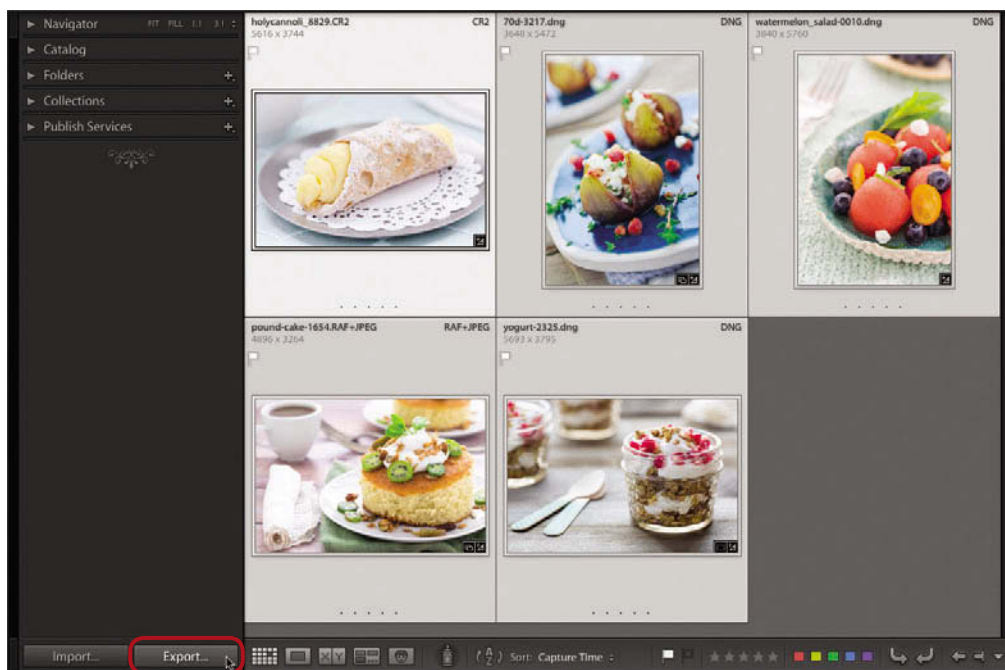 Navigator FIT FILL 1:1 3:1
Catalog
Folders
Collections
Publish Services
holycannoli_8829.CR2 CR2
5616 x 3744
70d-3217.dng DNG
3648 x 5472
watermelon_salad-0010.dng DNG
3840 x 5760
pound-cake-1654.RAF+JPEG RAF+JPEG
4896 x 3264
yogurt-2325.dng DNG
5693 x 3795
Import... Export... XY Sort: Capture Time